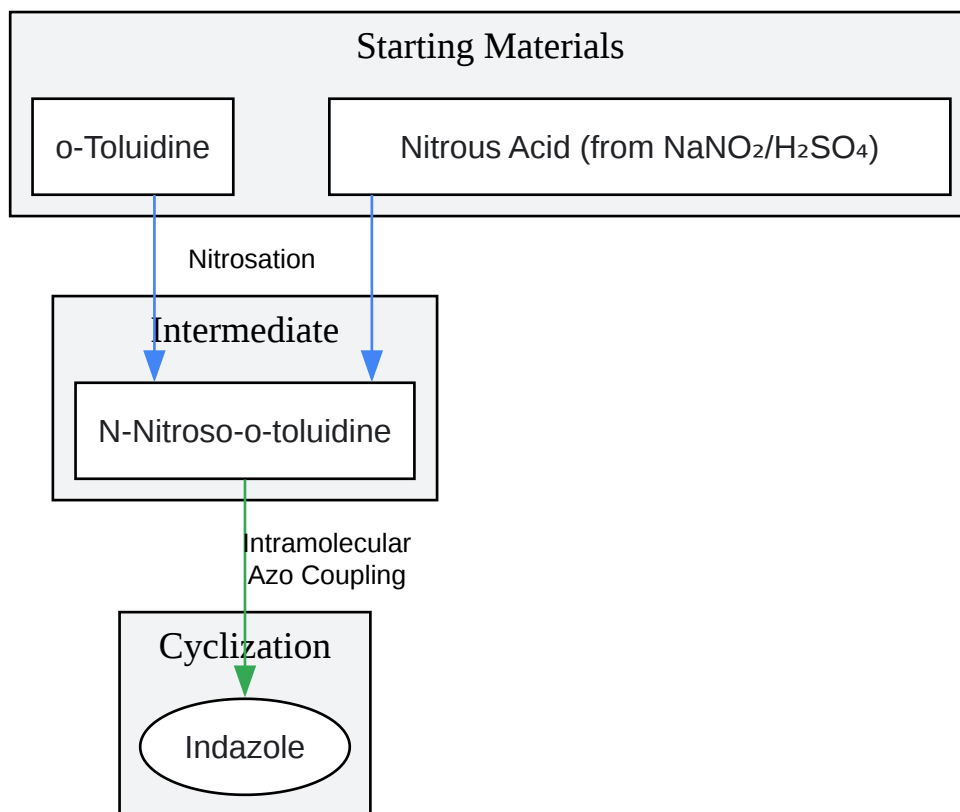 Starting Materials
o-Toluidine
Nitrous Acid (from NaNO₂/H₂SO₄)
Nitrosation
Intermediate
N-Nitroso-o-toluidine
Intramolecular
Azo Coupling
Cyclization
Indazole